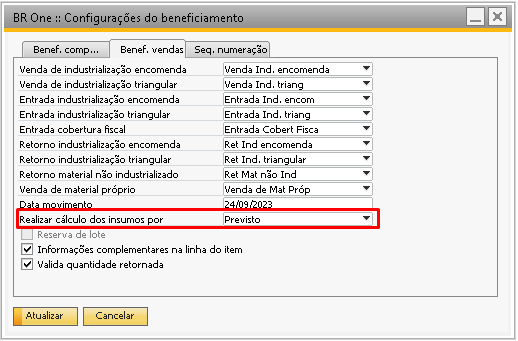 BR One :: Configurações do beneficiamento
Benef. comp... Benef. vendas Seq. numeração
Venda de industrialização encomenda Venda Ind. encomenda
Venda de industrialização triangular Venda Ind. triang
Entrada industrialização encomenda Entrada Ind. encom
Entrada industrialização triangular Entrada Ind. triang
Entrada cobertura fiscal Entrada Cobert Fisca
Retorno industrialização encomenda Ret Ind encomenda
Retorno industrialização triangular Ret Ind. triangular
Retorno material não industrializado Ret Mat não Ind
Venda de material próprio Venda de Mat Próp
Data movimento 24/09/2023
Realizar cálculo dos insumos por Previsto
Reserva de lote
Informações complementares na linha do item
Valida quantidade retornada
Atualizar Cancelar